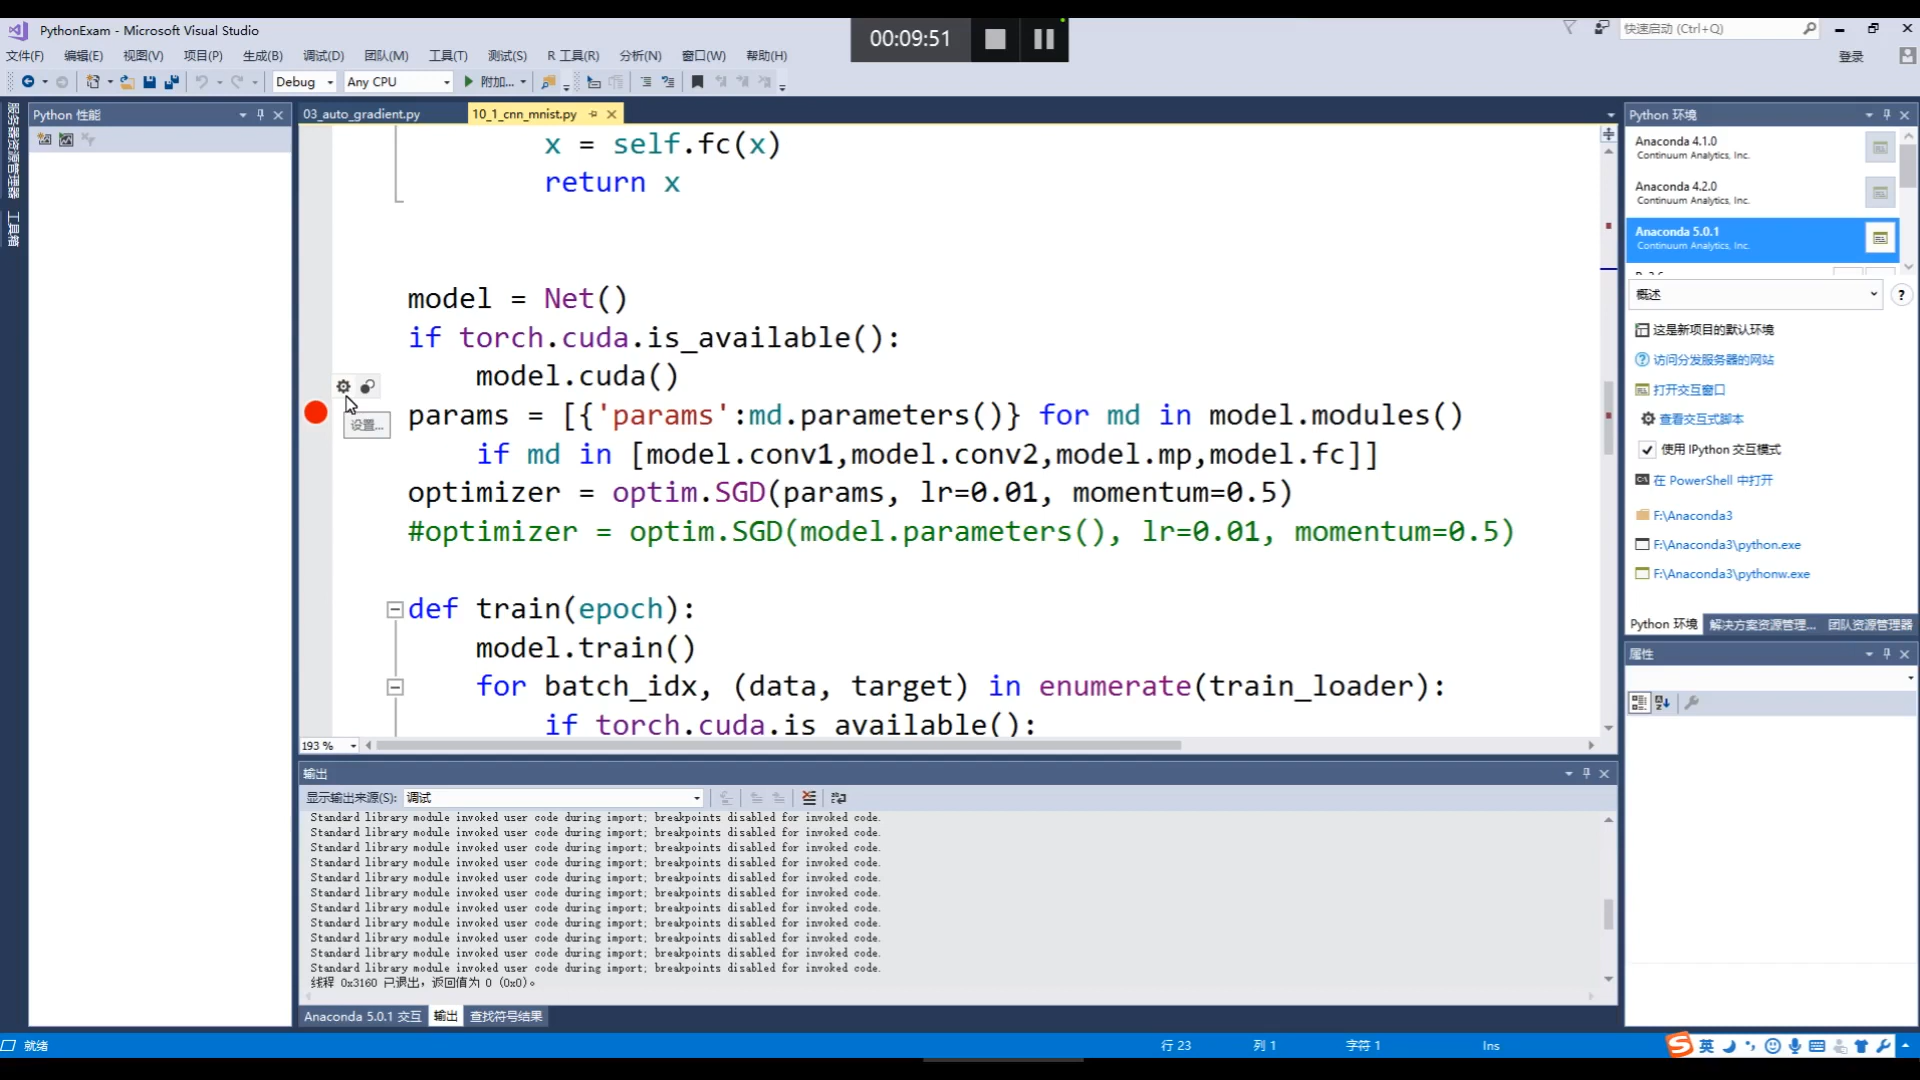 PythonExam - Microsoft Visual Studio
00:09:51
快速启动 (Ctrl+Q)
文件(F) 编辑(E) 视图(V) 项目(P) 生成(B) 调试(D) 团队(M) 工具(T) 测试(S) R 工具(R) 分析(N) 窗口(W) 帮助(H)
登录
Debug Any CPU 附加...
服务器资源管理器
工具箱
Python 性能
03_auto_gradient.py 10_1_cnn_mnist.py
x = self.fc(x)
return x
model = Net()
if torch.cuda.is_available():
model.cuda()
params = [{'params':md.parameters()} for md in model.modules()
设置...
if md in [model.conv1,model.conv2,model.mp,model.fc]]
optimizer = optim.SGD(params, lr=0.01, momentum=0.5)
#optimizer = optim.SGD(model.parameters(), lr=0.01, momentum=0.5)
def train(epoch):
model.train()
for batch_idx, (data, target) in enumerate(train_loader):
if torch.cuda.is_available():
193 %
输出
显示输出来源(S): 调试
Standard library module invoked user code during import; breakpoints disabled for invoked code.
Standard library module invoked user code during import; breakpoints disabled for invoked code.
Standard library module invoked user code during import; breakpoints disabled for invoked code.
Standard library module invoked user code during import; breakpoints disabled for invoked code.
Standard library module invoked user code during import; breakpoints disabled for invoked code.
Standard library module invoked user code during import; breakpoints disabled for invoked code.
Standard library module invoked user code during import; breakpoints disabled for invoked code.
Standard library module invoked user code during import; breakpoints disabled for invoked code.
Standard library module invoked user code during import; breakpoints disabled for invoked code.
Standard library module invoked user code during import; breakpoints disabled for invoked code.
Standard library module invoked user code during import; breakpoints disabled for invoked code.
线程 0x3160 已退出，返回值为 0 (0x0)。
Anaconda 5.0.1 交互 输出 查找符号结果
Python 环境
Anaconda 4.1.0
Continuum Analytics, Inc.
Anaconda 4.2.0
Continuum Analytics, Inc.
Anaconda 5.0.1
Continuum Analytics, Inc.
概述
?
这是新项目的默认环境
访问分发服务器的网站
打开交互窗口
查看交互式脚本
使用 IPython 交互模式
在 PowerShell 中打开
F:\Anaconda3
F:\Anaconda3\python.exe
F:\Anaconda3\pythonw.exe
Python 环境 解决方案资源管理... 团队资源管理器
属性
就绪 行 23 列 1 字符 1 Ins
英